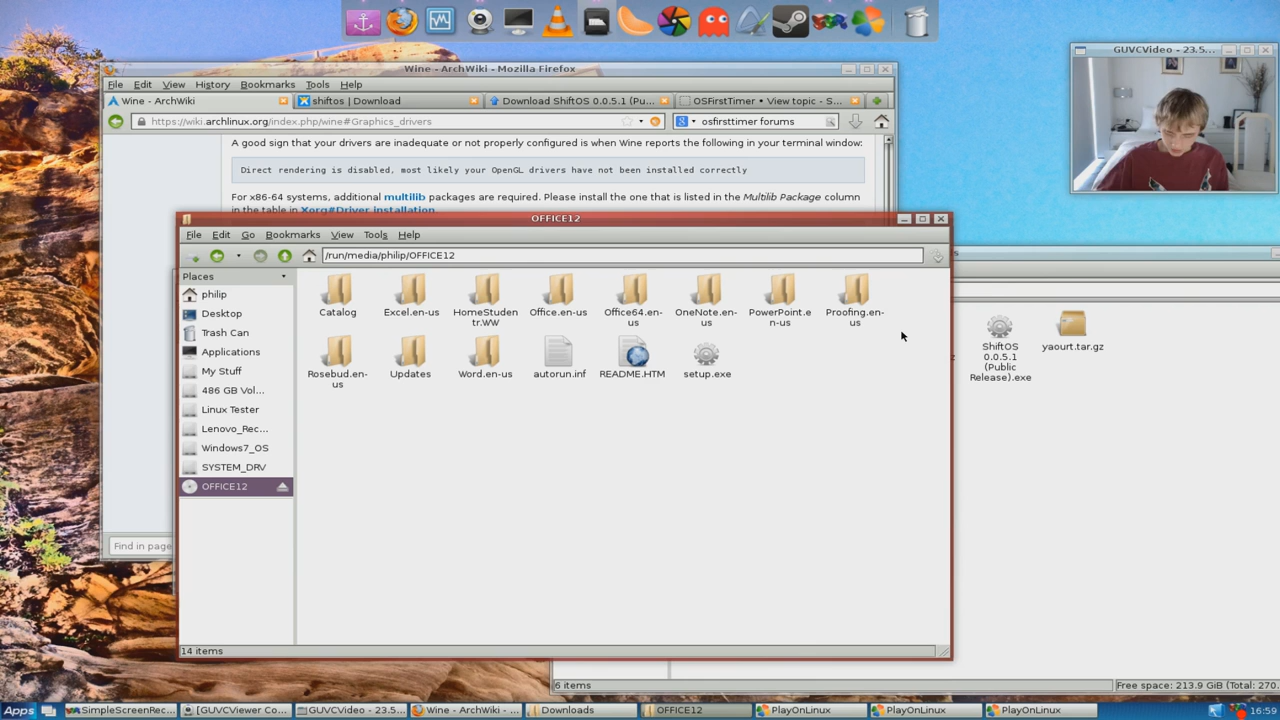 GUVCVideo - 23.5...
Wine - ArchWiki - Mozilla Firefox
File Edit View History Bookmarks Tools Help
Wine - ArchWiki
shiftos | Download
Download ShiftOS 0.0.5.1 (Pu...
OSFirstTimer • View topic - S...
https://wiki.archlinux.org/index.php/wine#Graphics_drivers
osfirsttimer forums
A good sign that your drivers are inadequate or not properly configured is when Wine reports the following in your terminal window:
Direct rendering is disabled, most likely your OpenGL drivers have not been installed correctly
For x86-64 systems, additional multilib packages are required. Please install the one that is listed in the Multilib Package column
in the table in Xorg#Driver installation.
Find in page
OFFICE12
File Edit Go Bookmarks View Tools Help
/run/media/philip/OFFICE12
Places
philip
Desktop
Trash Can
Applications
My Stuff
486 GB Vol...
Linux Tester
Lenovo_Rec...
Windows7_OS
SYSTEM_DRV
OFFICE12
Catalog
Excel.en-us
HomeStuden
tr.WW
Office.en-us
Office64.en-
us
OneNote.en-
us
PowerPoint.e
n-us
Proofing.en-
us
Rosebud.en-
us
Updates
Word.en-us
autorun.inf
README.HTM
setup.exe
14 items
ShiftOS
0.0.5.1
(Public
Release).exe
yaourt.tar.gz
6 items
Free space: 213.9 GiB (Total: 270.
Apps
SimpleScreenRec...
[GUVCViewer Co...
GUVCVideo - 23.5...
Wine - ArchWiki - ...
Downloads
OFFICE12
PlayOnLinux
PlayOnLinux
PlayOnLinux
16:59